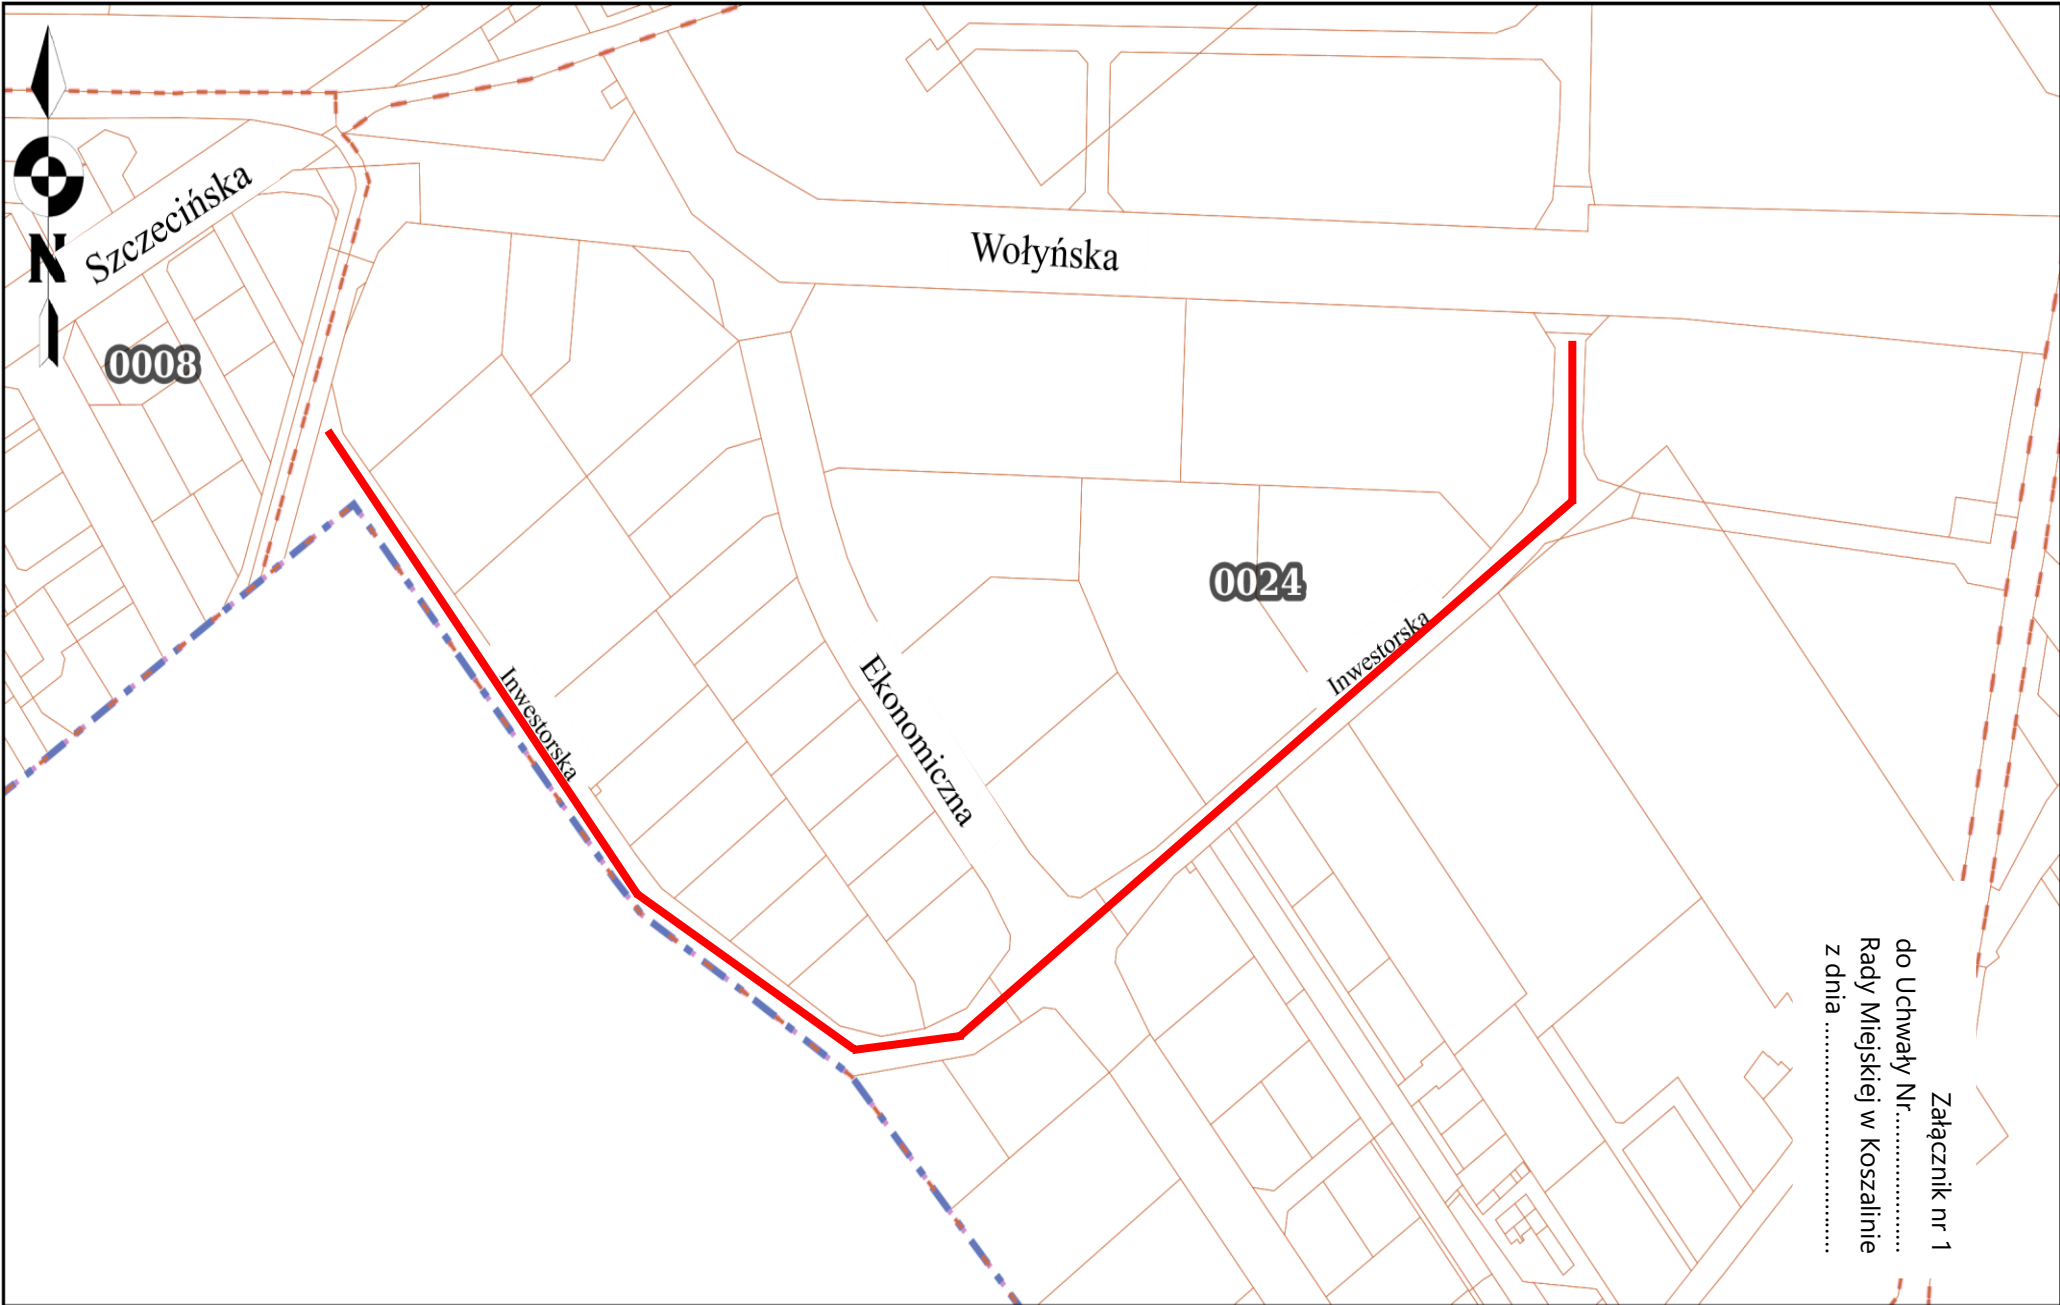 N
Szczecińska
Wołyńska
0008
0024
Inwestorska
Inwestorska
Ekonomiczna
Załącznik nr 1
do Uchwały Nr....................
Rady Miejskiej w Koszalinie
z dnia .................................